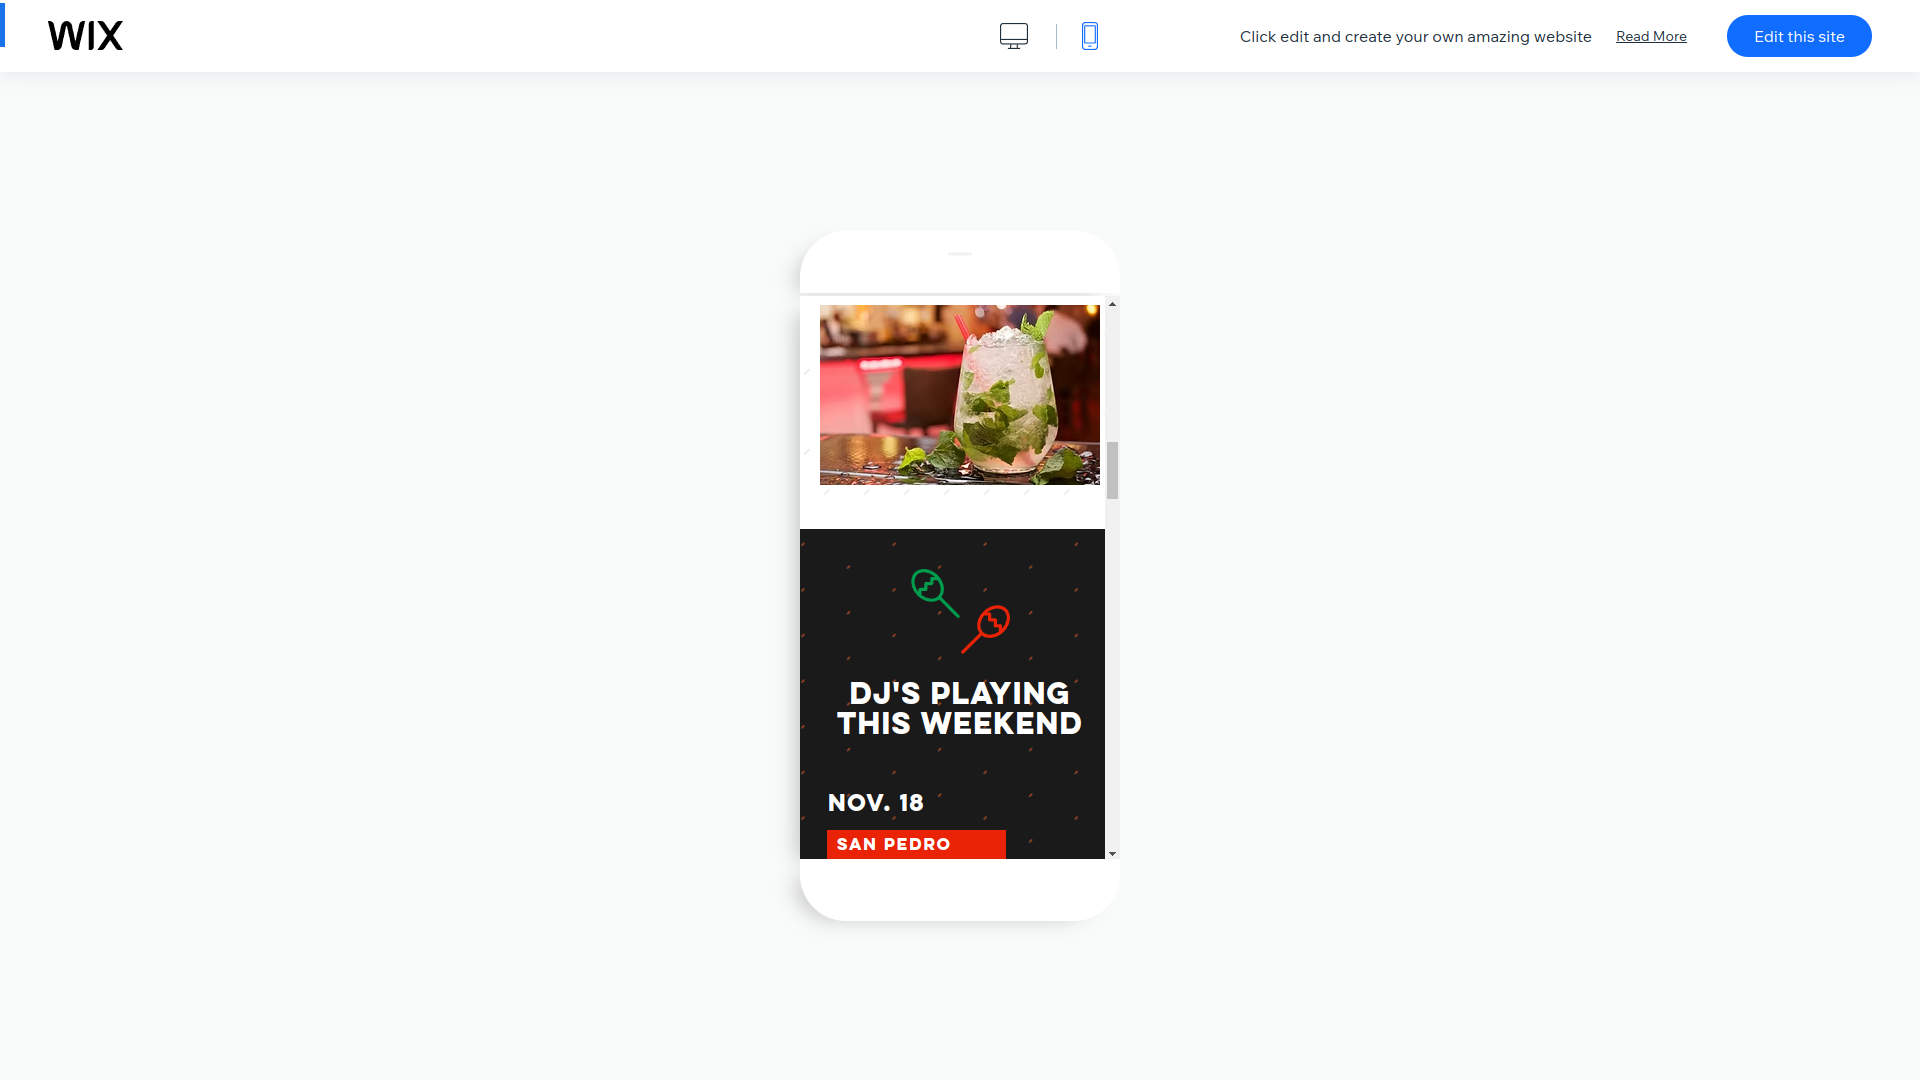 WIX
Click edit and create your own amazing website Read More Edit this site
DJ'S PLAYING
THIS WEEKEND
NOV. 18
SAN PEDRO